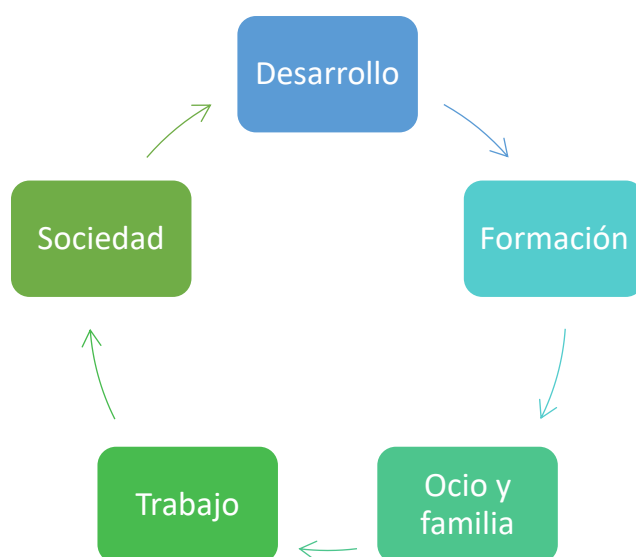 Desarrollo
Formación
Ocio y
familia
Trabajo
Sociedad